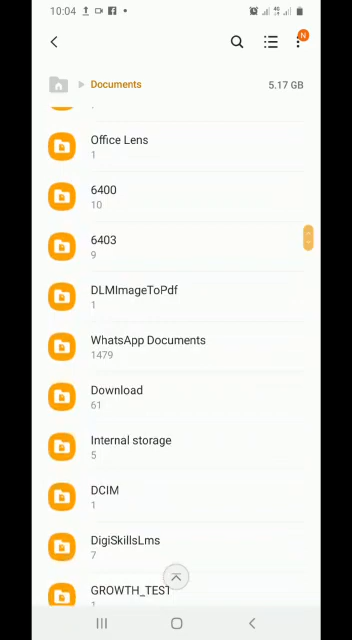 10:04
N
Documents
5.17 GB
Office Lens
1
6400
10
6403
9
DLMImageToPdf
1
WhatsApp Documents
1479
Download
61
Internal storage
5
DCIM
1
DigiSkillsLms
7
GROWTH_TEST
1